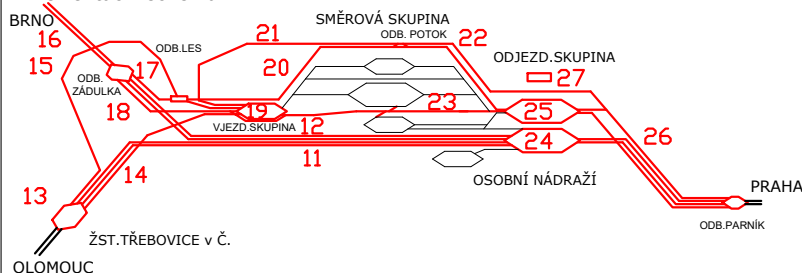 BRNO
16
15
ODB.LES
17
ODB.
ZÁDULKA
18
21
20
19
VJEZD.SKUPINA
12
SMĚROVÁ SKUPINA
ODB. POTOK
22
ODJEZD.SKUPINA
27
23
25
24
11
26
14
13
OSOBNÍ NÁDRAŽÍ
PRAHA
ODB.PARNÍK
ŽST.TŘEBOVICE v Č.
OLOMOUC